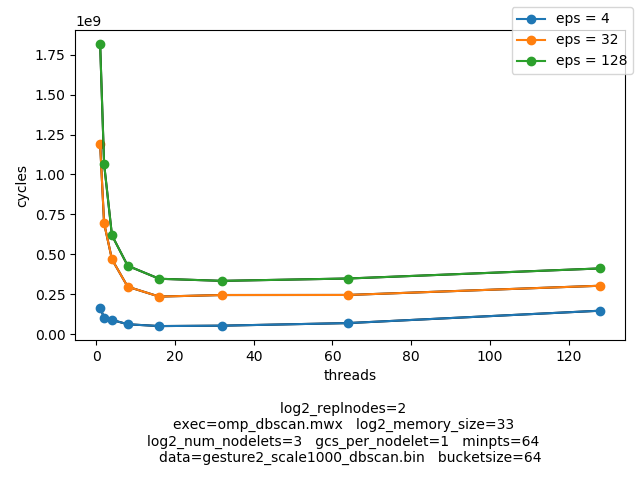 1e9
eps = 4
eps = 32
eps = 128
1.75
1.50
1.25
1.00
0.75
0.50
0.25
0.00
cycles
0 20 40 60 80 100 120
threads
log2_replnodes=2
exec=omp_dbscan.mwx log2_memory_size=33
log2_num_nodelets=3 gcs_per_nodelet=1 minpts=64
data=gesture2_scale1000_dbscan.bin bucketsize=64